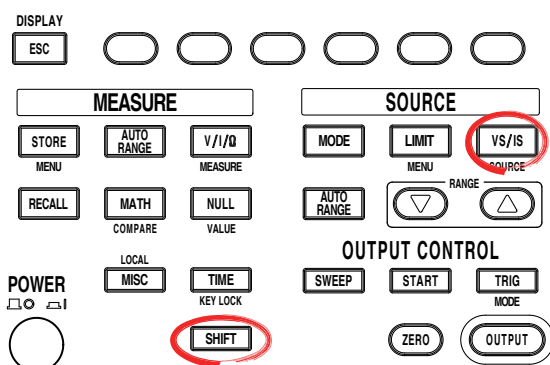 DISPLAY
ESC
MEASURE
STORE
AUTO
RANGE
V/I/Ω
MENU
MEASURE
RECALL
MATH
NULL
COMPARE
VALUE
LOCAL
MISC
TIME
KEY LOCK
POWER
SHIFT
SOURCE
MODE
LIMIT
VS/IS
MENU
SOURCE
AUTO
RANGE
RANGE
OUTPUT CONTROL
SWEEP
START
TRIG
MODE
ZERO
OUTPUT